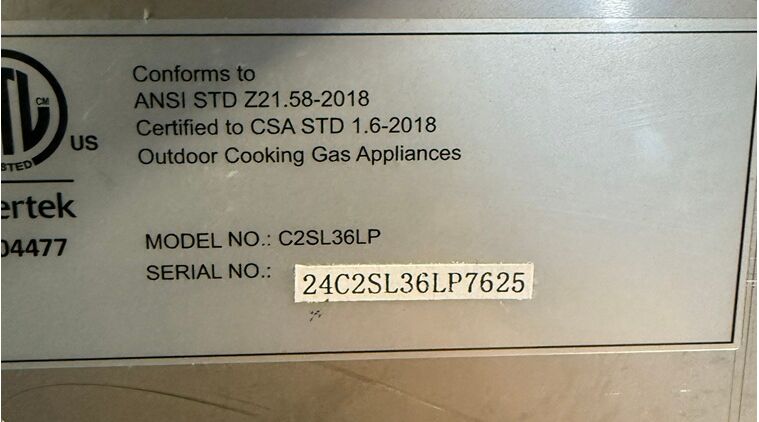 Conforms to
ANSI STD Z21.58-2018
Certified to CSA STD 1.6-2018
Outdoor Cooking Gas Appliances
CM
US
MODEL NO.: C2SL36LP
SERIAL NO.: 24C2SL36LP7625